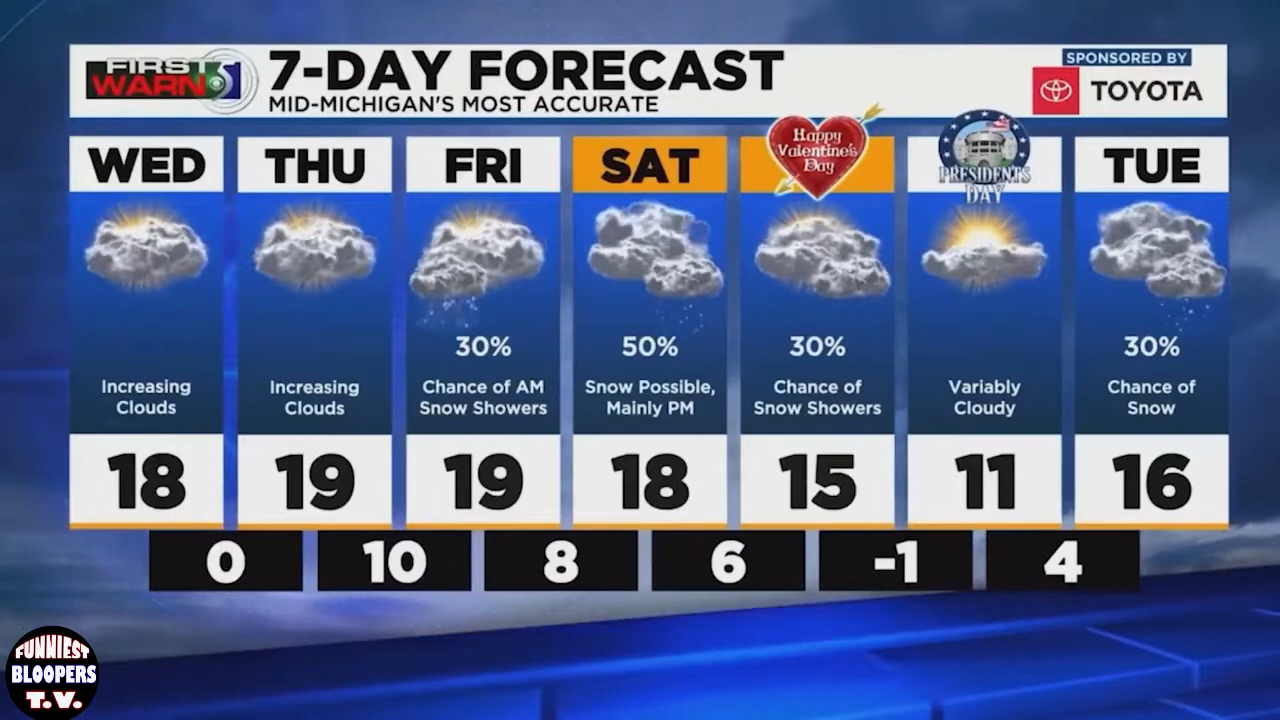 FIRST
WARN 5
7-DAY FORECAST
MID-MICHIGAN'S MOST ACCURATE
SPONSORED BY
TOYOTA
WED
THU
FRI
SAT
Happy
Valentine's
Day
PRESIDENTS
DAY
TUE
30%
50%
30%
30%
Increasing
Clouds
Increasing
Clouds
Chance of AM
Snow Showers
Snow Possible,
Mainly PM
Chance of
Snow Showers
Variably
Cloudy
Chance of
Snow
18
19
19
18
15
11
16
0
10
8
6
-1
4
FUNNIEST
BLOOPERS
T.V.